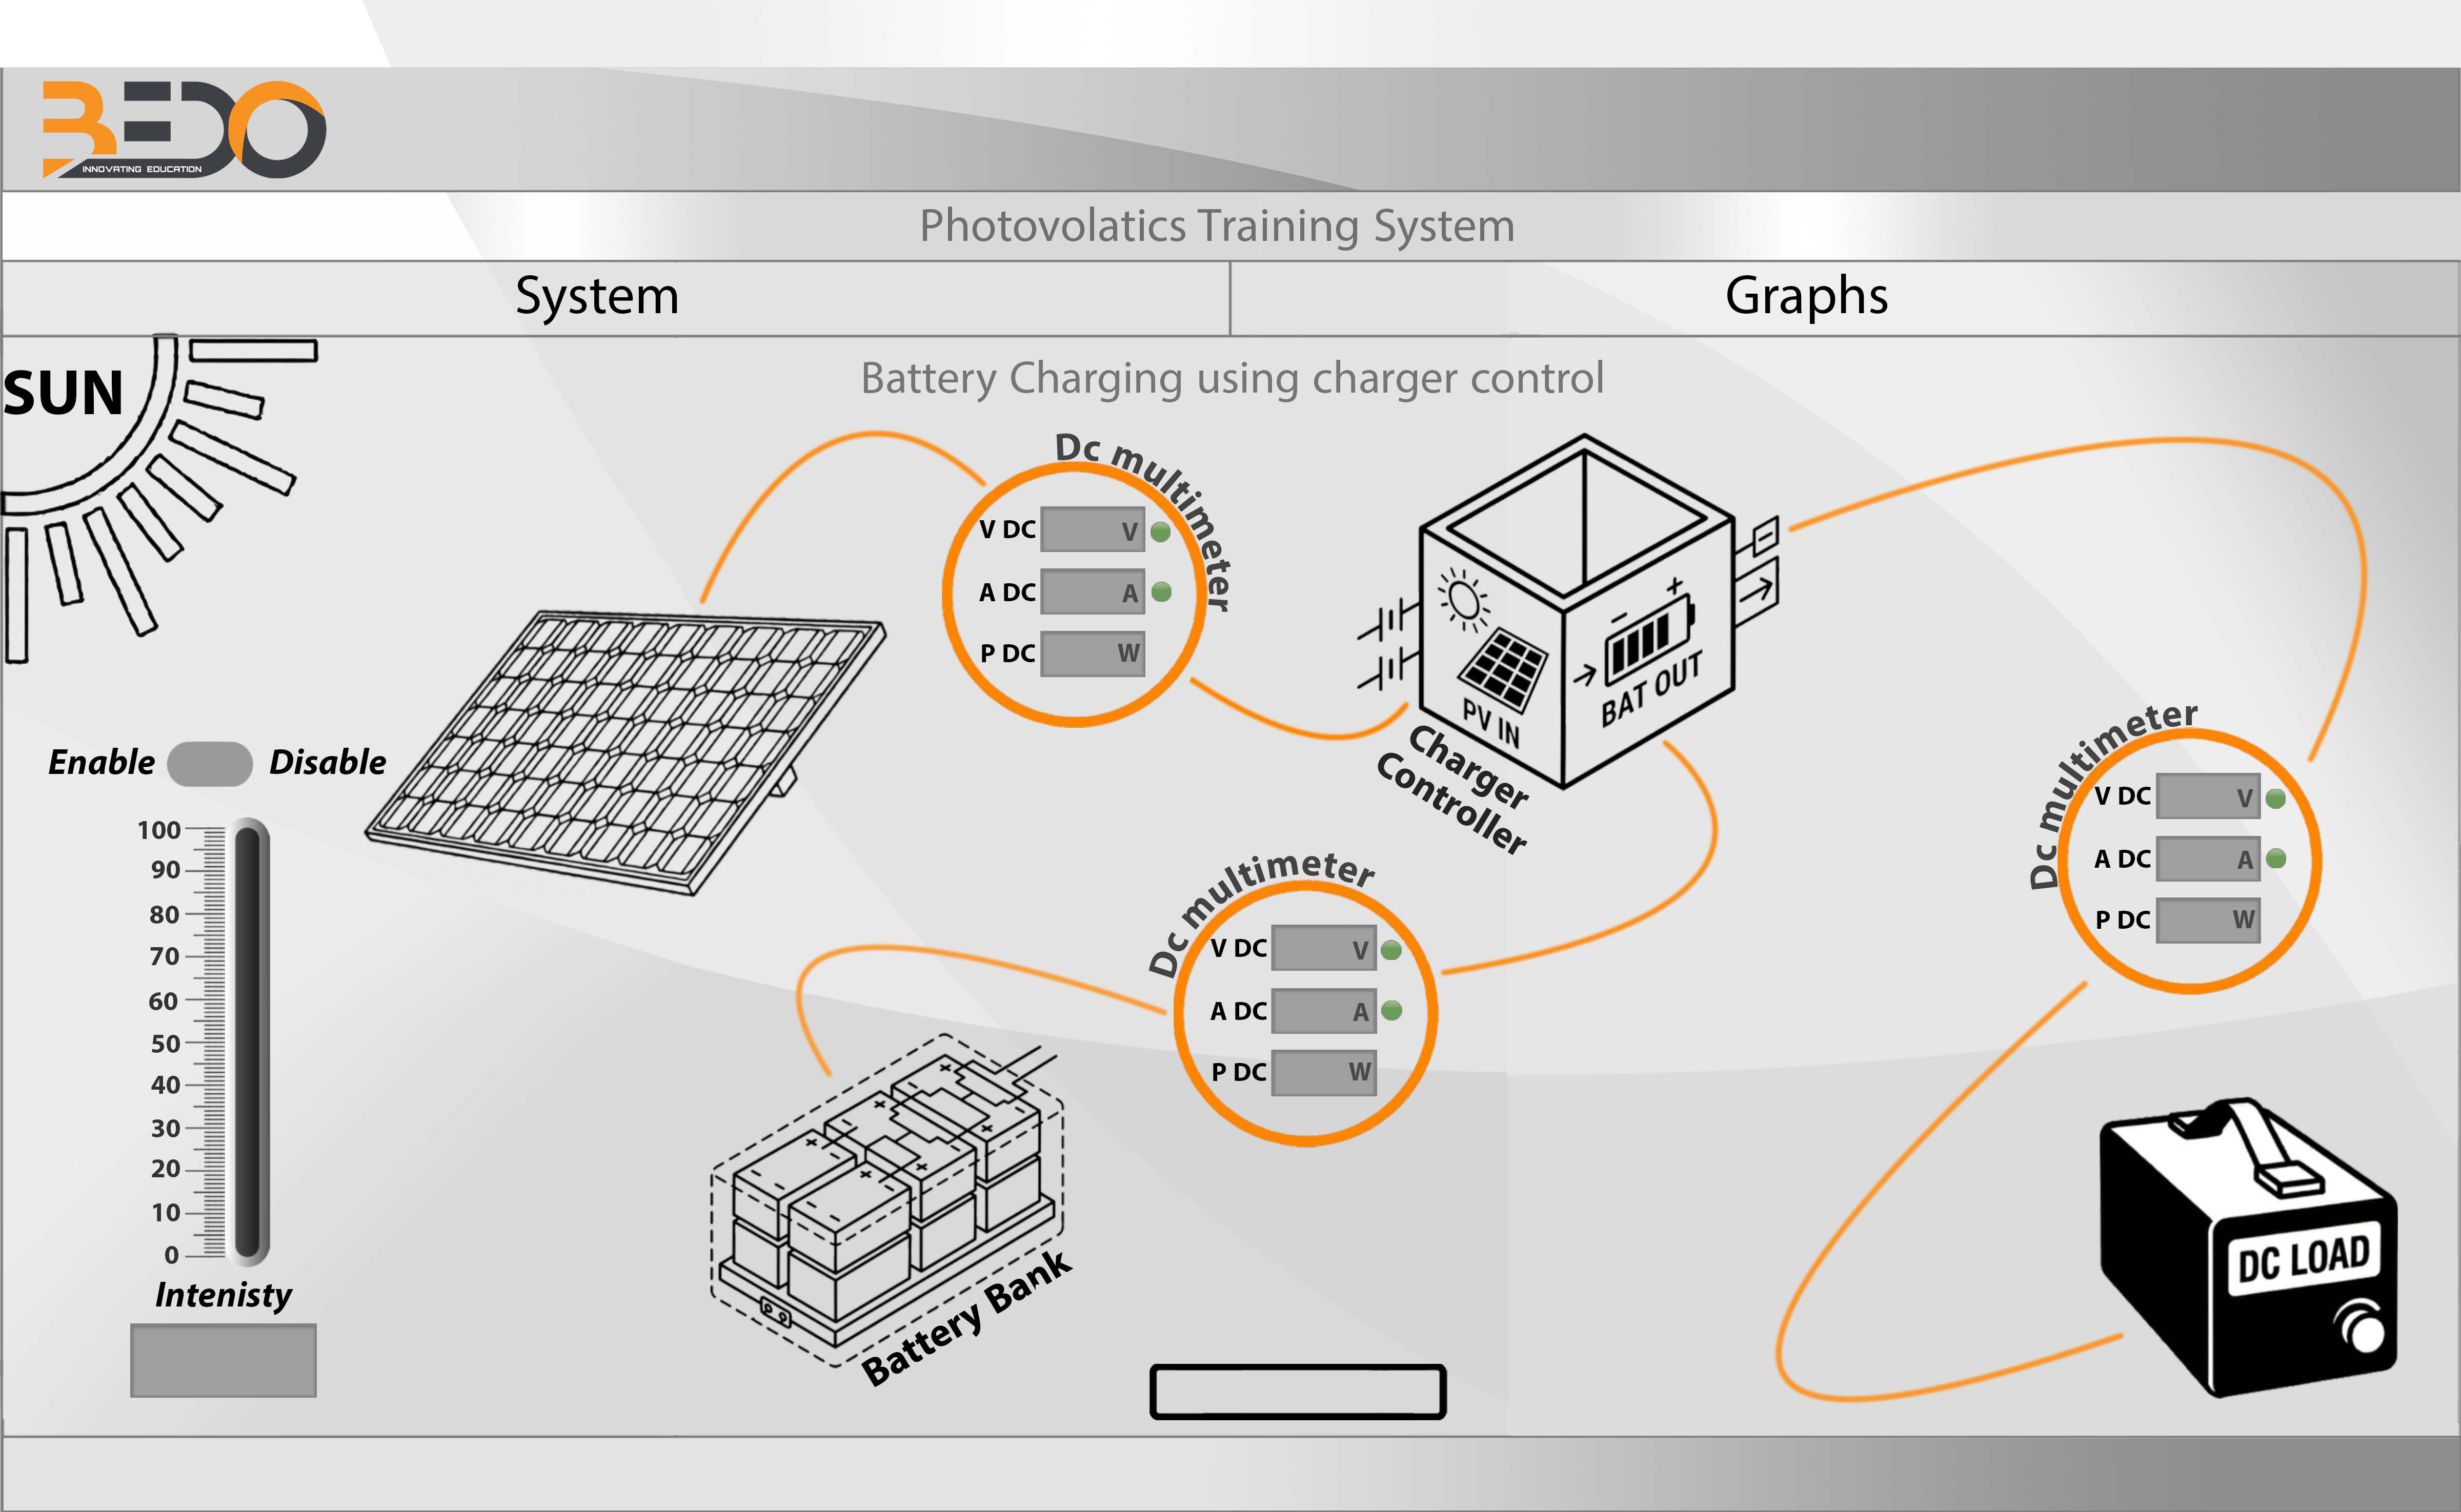 BEDO
INNOVATING EDUCATION
Photovolatics Training System
System
Graphs
SUN
Battery Charging using charger control
Dc multimeter
V DC V
A DC A
P DC W
PV IN
BAT OUT
- +
Charger
Controller
Enable Disable
100
90
80
70
60
50
40
30
20
10
0
Intenisty
Dc multimeter
V DC V
A DC A
P DC W
Dc multimeter
V DC V
A DC A
P DC W
Battery Bank
DC LOAD